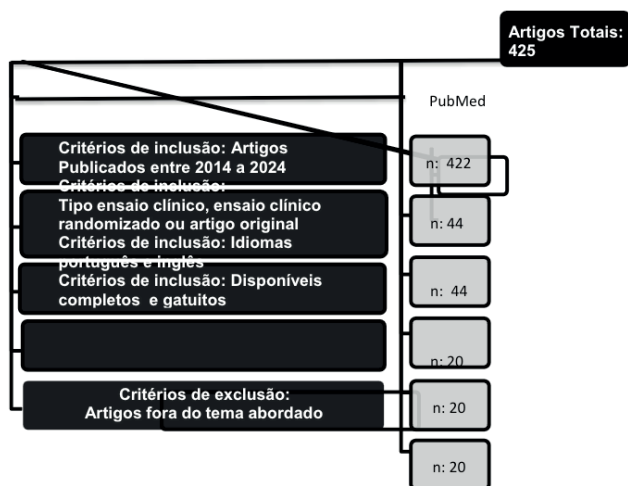 Artigos Totais:
425
PubMed
Critérios de inclusão: Artigos
Publicados entre 2014 a 2024
Critérios de inclusão:
Tipo ensaio clínico, ensaio clínico
randomizado ou artigo original
Critérios de inclusão: Idiomas
português e inglês
Critérios de inclusão: Disponíveis
completos e gatuitos
Critérios de exclusão:
Artigos fora do tema abordado
n: 422
n: 44
n: 44
n: 20
n: 20
n: 20